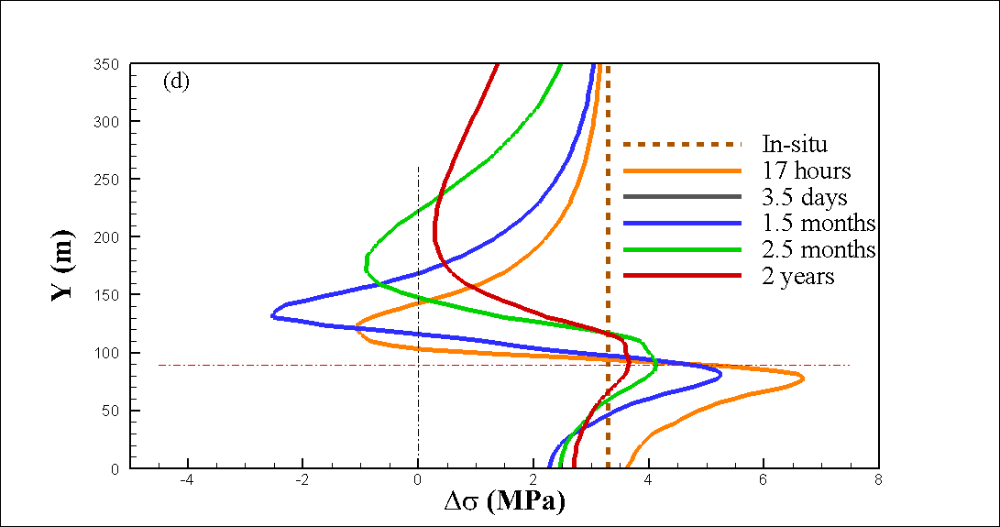 (d)
350
300
250
200
150
100
50
0
Y (m)
In-situ
17 hours
3.5 days
1.5 months
2.5 months
2 years
-4 -2 0 2 4 6 8
Δσ (MPa)